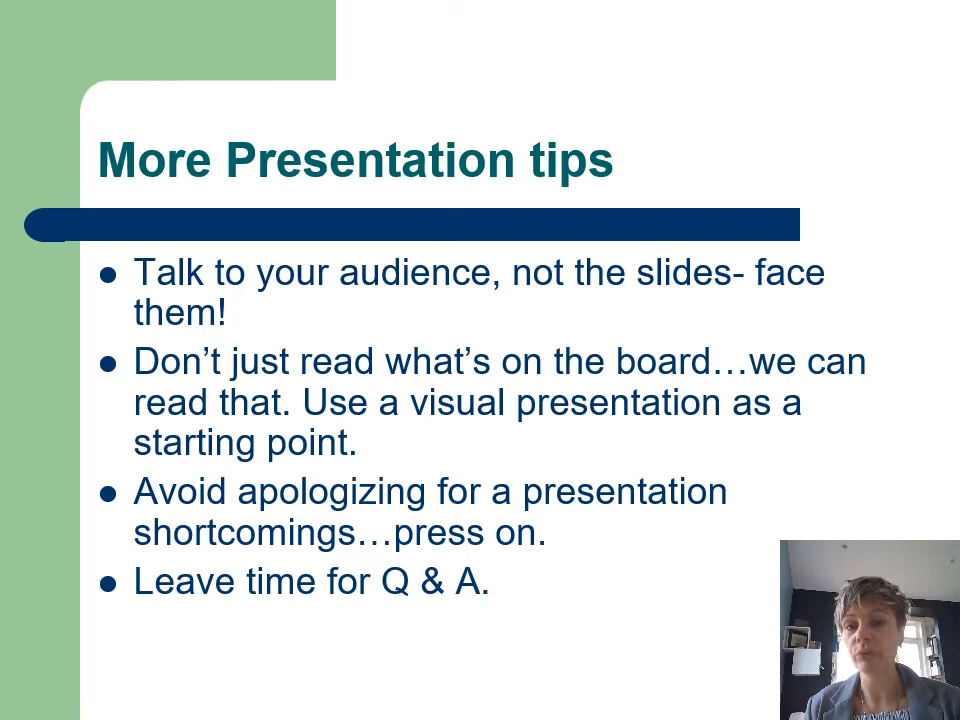 More Presentation tips
Talk to your audience, not the slides- face
them!
Don’t just read what’s on the board…we can
read that. Use a visual presentation as a
starting point.
Avoid apologizing for a presentation
shortcomings…press on.
Leave time for Q & A.